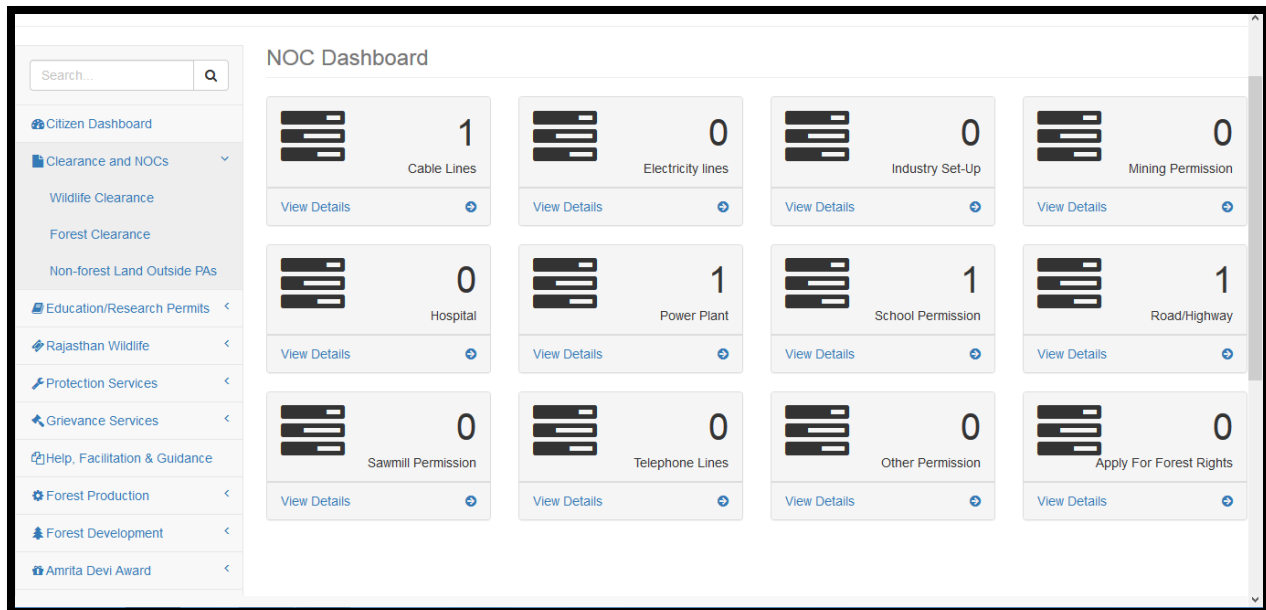 NOC Dashboard
Search...
Citizen Dashboard
Clearance and NOCs
Wildlife Clearance
Forest Clearance
Non-forest Land Outside PAs
Education/Research Permits
Rajasthan Wildlife
Protection Services
Grievance Services
Help, Facilitation & Guidance
Forest Production
Forest Development
Amrita Devi Award
1
Cable Lines
View Details
0
Electricity lines
View Details
0
Industry Set-Up
View Details
0
Mining Permission
View Details
0
Hospital
View Details
1
Power Plant
View Details
1
School Permission
View Details
1
Road/Highway
View Details
0
Sawmill Permission
View Details
0
Telephone Lines
View Details
0
Other Permission
View Details
0
Apply For Forest Rights
View Details